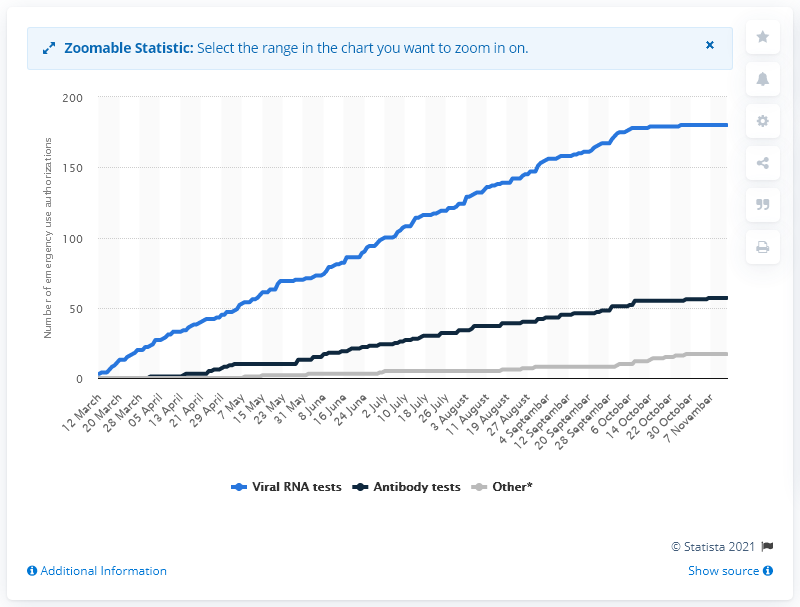 Zoomable Statistic: Select the range in the chart you want to zoom in on.
×
Number of emergency use authorizations
200
150
100
50
0
12 March
20 March
28 March
05 April
13 April
21 April
29 April
7 May
15 May
23 May
31 May
8 June
16 June
24 June
2 July
10 July
18 July
26 July
3 August
11 August
19 August
27 August
4 September
12 September
20 September
28 September
6 October
14 October
22 October
30 October
7 November
Viral RNA tests Antibody tests Other*
© Statista 2021
Additional Information Show source